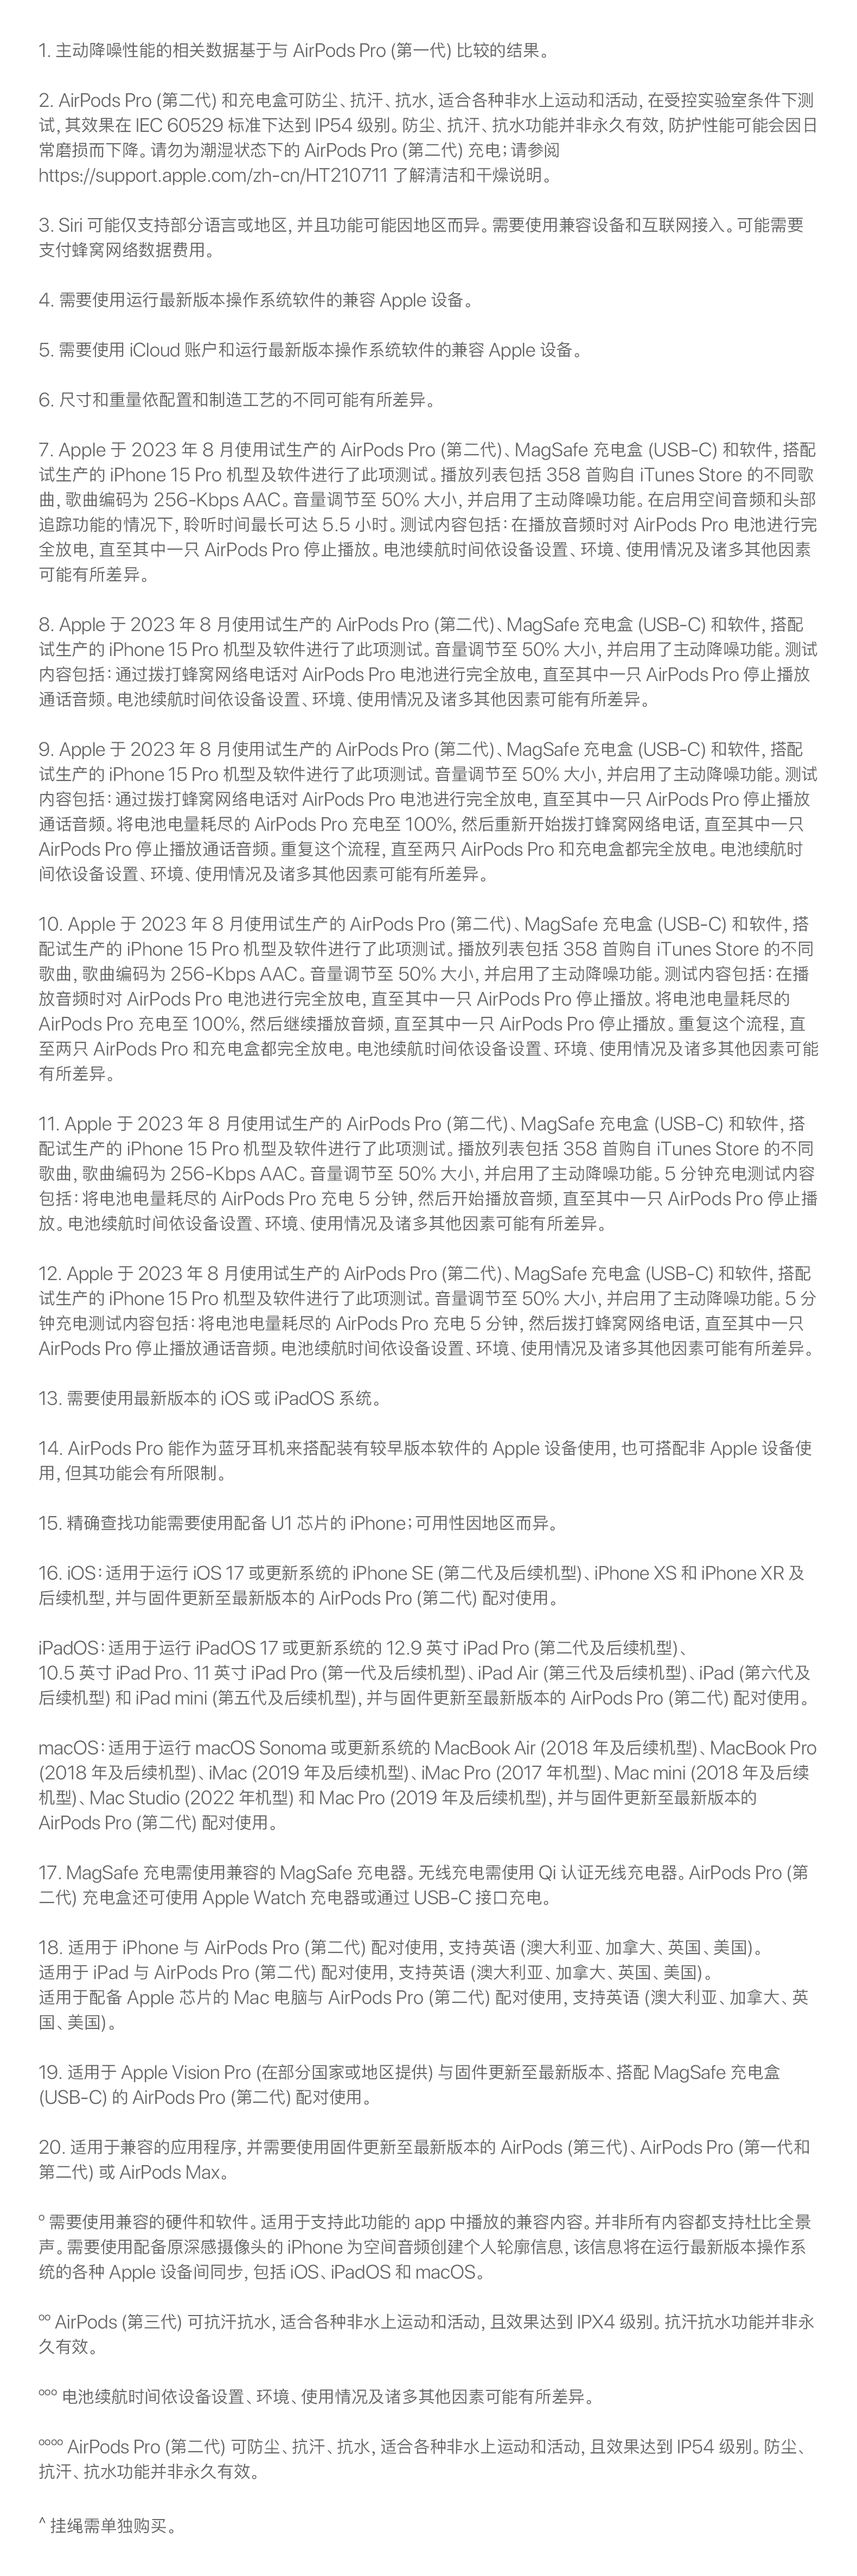 1. 主动降噪性能的相关数据基于与 AirPods Pro (第一代) 比较的结果。
2. AirPods Pro (第二代) 和充电盒可防尘、抗汗、抗水, 适合各种非水上运动和活动, 在受控实验室条件下测
试, 其效果在 IEC 60529 标准下达到 IP54 级别。防尘、抗汗、抗水功能并非永久有效, 防护性能可能会因日
常磨损而下降。请勿为潮湿状态下的 AirPods Pro (第二代) 充电; 请参阅
https://support.apple.com/zh-cn/HT210711 了解清洁和干燥说明。
3. Siri 可能仅支持部分语言或地区, 并且功能可能因地区而异。需要使用兼容设备和互联网接入。可能需要
支付蜂窝网络数据费用。
4. 需要使用运行最新版本操作系统软件的兼容 Apple 设备。
5. 需要使用 iCloud 账户和运行最新版本操作系统软件的兼容 Apple 设备。
6. 尺寸和重量依配置和制造工艺的不同可能有所差异。
7. Apple 于 2023 年 8 月使用试生产的 AirPods Pro (第二代)、MagSafe 充电盒 (USB-C) 和软件, 搭配
试生产的 iPhone 15 Pro 机型及软件进行了此项测试。播放列表包括 358 首购自 iTunes Store 的不同歌
曲, 歌曲编码为 256-Kbps AAC。音量调节至 50% 大小, 并启用了主动降噪功能。在启用空间音频和头部
追踪功能的情况下, 聆听时间最长可达 5.5 小时。测试内容包括: 在播放音频时对 AirPods Pro 电池进行完
全放电, 直至其中一只 AirPods Pro 停止播放。电池续航时间依设备设置、环境、使用情况及诸多其他因素
可能有所差异。
8. Apple 于 2023 年 8 月使用试生产的 AirPods Pro (第二代)、MagSafe 充电盒 (USB-C) 和软件, 搭配
试生产的 iPhone 15 Pro 机型及软件进行了此项测试。音量调节至 50% 大小, 并启用了主动降噪功能。测试
内容包括: 通过拨打蜂窝网络电话对 AirPods Pro 电池进行完全放电, 直至其中一只 AirPods Pro 停止播放
通话音频。电池续航时间依设备设置、环境、使用情况及诸多其他因素可能有所差异。
9. Apple 于 2023 年 8 月使用试生产的 AirPods Pro (第二代)、MagSafe 充电盒 (USB-C) 和软件, 搭配
试生产的 iPhone 15 Pro 机型及软件进行了此项测试。音量调节至 50% 大小, 并启用了主动降噪功能。测试
内容包括: 通过拨打蜂窝网络电话对 AirPods Pro 电池进行完全放电, 直至其中一只 AirPods Pro 停止播放
通话音频。将电池电量耗尽的 AirPods Pro 充电至 100%, 然后重新开始拨打蜂窝网络电话, 直至其中一只
AirPods Pro 停止播放通话音频。重复这个流程, 直至两只 AirPods Pro 和充电盒都完全放电。电池续航时
间依设备设置、环境、使用情况及诸多其他因素可能有所差异。
10. Apple 于 2023 年 8 月使用试生产的 AirPods Pro (第二代)、MagSafe 充电盒 (USB-C) 和软件, 搭
配试生产的 iPhone 15 Pro 机型及软件进行了此项测试。播放列表包括 358 首购自 iTunes Store 的不同
歌曲, 歌曲编码为 256-Kbps AAC。音量调节至 50% 大小, 并启用了主动降噪功能。测试内容包括: 在播
放音频时对 AirPods Pro 电池进行完全放电, 直至其中一只 AirPods Pro 停止播放。将电池电量耗尽的
AirPods Pro 充电至 100%, 然后继续播放音频, 直至其中一只 AirPods Pro 停止播放。重复这个流程, 直
至两只 AirPods Pro 和充电盒都完全放电。电池续航时间依设备设置、环境、使用情况及诸多其他因素可能
有所差异。
11. Apple 于 2023 年 8 月使用试生产的 AirPods Pro (第二代)、MagSafe 充电盒 (USB-C) 和软件, 搭
配试生产的 iPhone 15 Pro 机型及软件进行了此项测试。播放列表包括 358 首购自 iTunes Store 的不同
歌曲, 歌曲编码为 256-Kbps AAC。音量调节至 50% 大小, 并启用了主动降噪功能。5 分钟充电测试内容
包括: 将电池电量耗尽的 AirPods Pro 充电 5 分钟, 然后开始播放音频, 直至其中一只 AirPods Pro 停止播
放。电池续航时间依设备设置、环境、使用情况及诸多其他因素可能有所差异。
12. Apple 于 2023 年 8 月使用试生产的 AirPods Pro (第二代)、MagSafe 充电盒 (USB-C) 和软件, 搭配
试生产的 iPhone 15 Pro 机型及软件进行了此项测试。音量调节至 50% 大小, 并启用了主动降噪功能。5 分
钟充电测试内容包括: 将电池电量耗尽的 AirPods Pro 充电 5 分钟, 然后拨打蜂窝网络电话, 直至其中一只
AirPods Pro 停止播放通话音频。电池续航时间依设备设置、环境、使用情况及诸多其他因素可能有所差异。
13. 需要使用最新版本的 iOS 或 iPadOS 系统。
14. AirPods Pro 能作为蓝牙耳机来搭配装有较早版本软件的 Apple 设备使用, 也可搭配非 Apple 设备使
用, 但其功能会有所限制。
15. 精确查找功能需要使用配备 U1 芯片的 iPhone; 可用性因地区而异。
16. iOS: 适用于运行 iOS 17 或更新系统的 iPhone SE (第二代及后续机型)、iPhone XS 和 iPhone XR 及
后续机型, 并与固件更新至最新版本的 AirPods Pro (第二代) 配对使用。
iPadOS: 适用于运行 iPadOS 17 或更新系统的 12.9 英寸 iPad Pro (第二代及后续机型)、
10.5 英寸 iPad Pro、11 英寸 iPad Pro (第一代及后续机型)、iPad Air (第三代及后续机型)、iPad (第六代及
后续机型) 和 iPad mini (第五代及后续机型), 并与固件更新至最新版本的 AirPods Pro (第二代) 配对使用。
macOS: 适用于运行 macOS Sonoma 或更新系统的 MacBook Air (2018 年及后续机型)、MacBook Pro
(2018 年及后续机型)、iMac (2019 年及后续机型)、iMac Pro (2017 年机型)、Mac mini (2018 年及后续
机型)、Mac Studio (2022 年机型) 和 Mac Pro (2019 年及后续机型), 并与固件更新至最新版本的
AirPods Pro (第二代) 配对使用。
17. MagSafe 充电需使用兼容的 MagSafe 充电器。无线充电需使用 Qi 认证无线充电器。AirPods Pro (第
二代) 充电盒还可使用 Apple Watch 充电器或通过 USB-C 接口充电。
18. 适用于 iPhone 与 AirPods Pro (第二代) 配对使用, 支持英语 (澳大利亚、加拿大、英国、美国)。
适用于 iPad 与 AirPods Pro (第二代) 配对使用, 支持英语 (澳大利亚、加拿大、英国、美国)。
适用于配备 Apple 芯片的 Mac 电脑与 AirPods Pro (第二代) 配对使用, 支持英语 (澳大利亚、加拿大、英
国、美国)。
19. 适用于 Apple Vision Pro (在部分国家或地区提供) 与固件更新至最新版本、搭配 MagSafe 充电盒
(USB-C) 的 AirPods Pro (第二代) 配对使用。
20. 适用于兼容的应用程序, 并需要使用固件更新至最新版本的 AirPods (第三代)、AirPods Pro (第一代和
第二代) 或 AirPods Max。
º 需要使用兼容的硬件和软件。适用于支持此功能的 app 中播放的兼容内容。并非所有内容都支持杜比全景
声。需要使用配备原深感摄像头的 iPhone 为空间音频创建个人轮廓信息, 该信息将在运行最新版本操作系
统的各种 Apple 设备间同步, 包括 iOS、iPadOS 和 macOS。
ºº AirPods (第三代) 可抗汗抗水, 适合各种非水上运动和活动, 且效果达到 IPX4 级别。抗汗抗水功能并非永
久有效。
ººº 电池续航时间依设备设置、环境、使用情况及诸多其他因素可能有所差异。
ºººº AirPods Pro (第二代) 可防尘、抗汗、抗水, 适合各种非水上运动和活动, 且效果达到 IP54 级别。防尘、
抗汗、抗水功能并非永久有效。
^ 挂绳需单独购买。